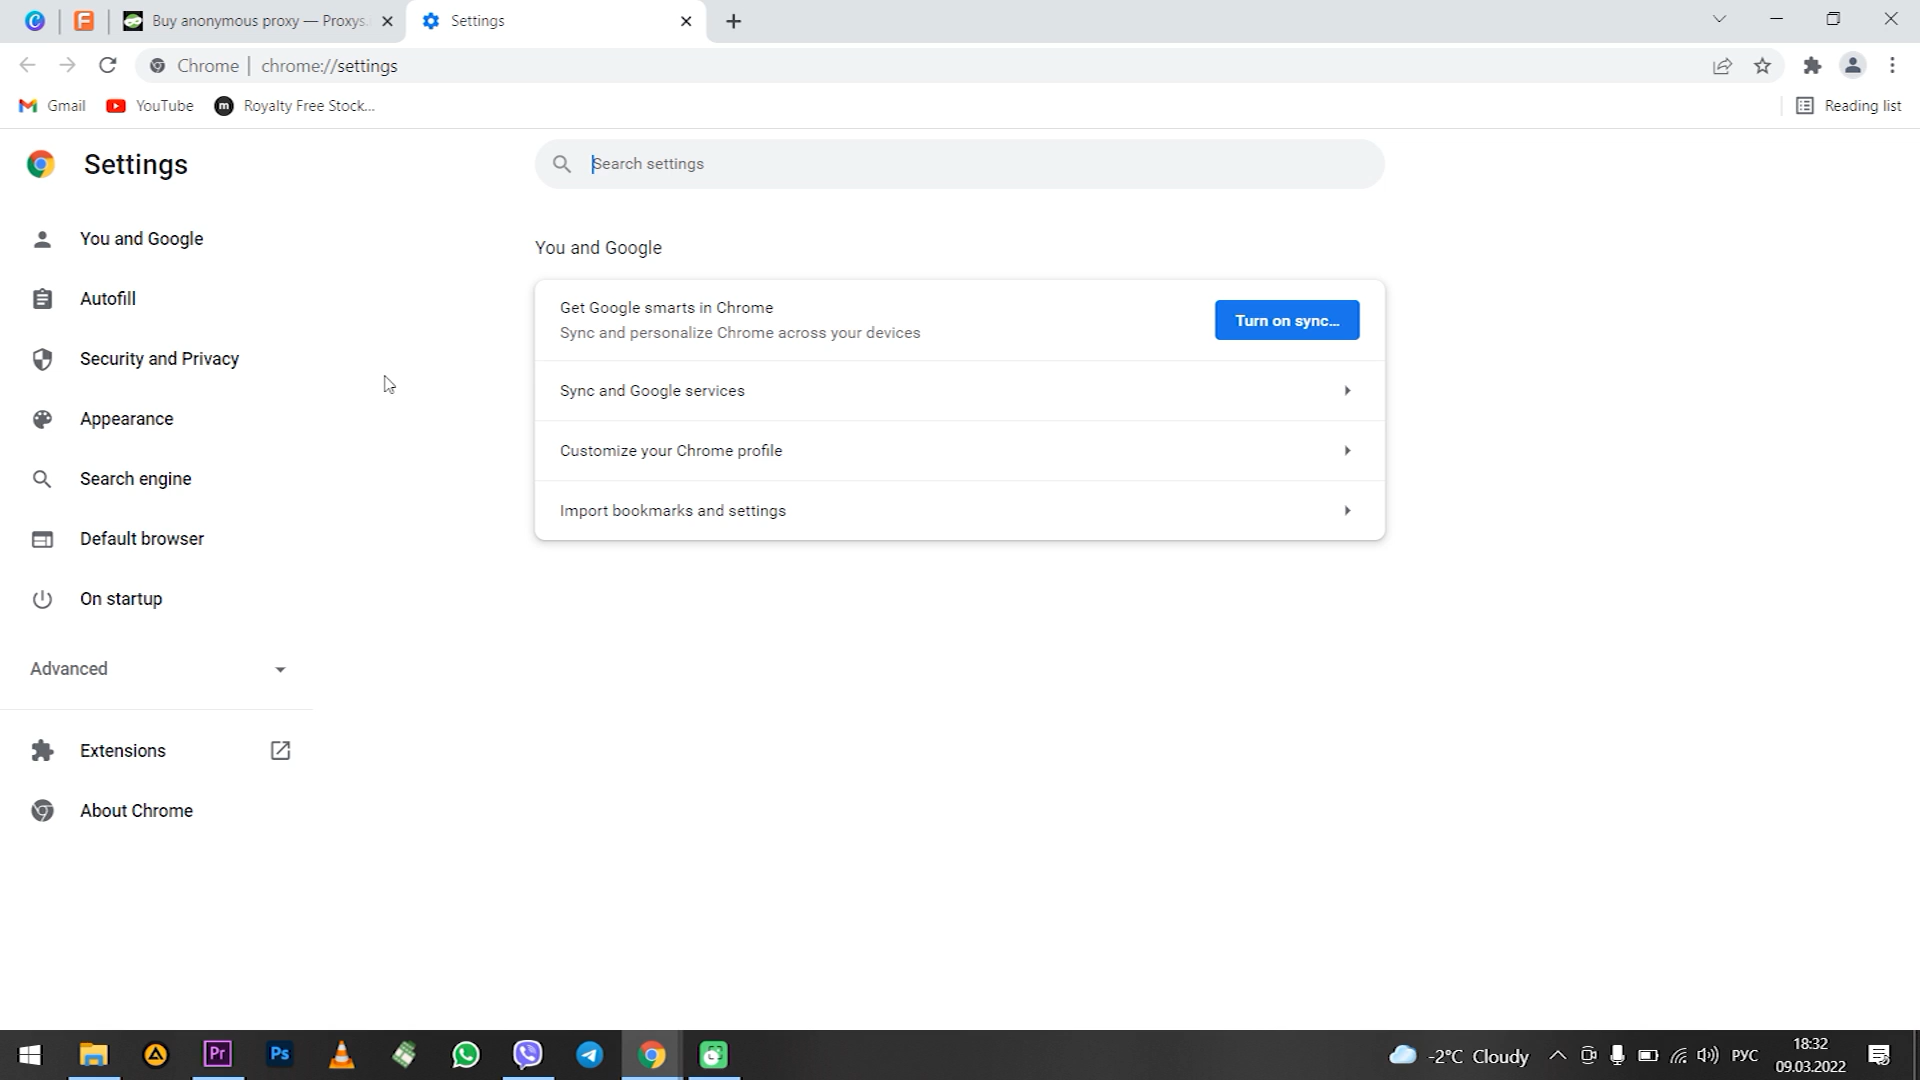 Buy anonymous proxy — Proxys.
Settings
Chrome | chrome://settings
Gmail
YouTube
m
Royalty Free Stock...
Reading list
Settings
Search settings
You and Google
Autofill
Security and Privacy
Appearance
Search engine
Default browser
On startup
Advanced
Extensions
About Chrome
You and Google
Get Google smarts in Chrome
Sync and personalize Chrome across your devices
Turn on sync...
Sync and Google services
Customize your Chrome profile
Import bookmarks and settings
Pr
Ps
-2°C Cloudy
РУС
18:32
09.03.2022